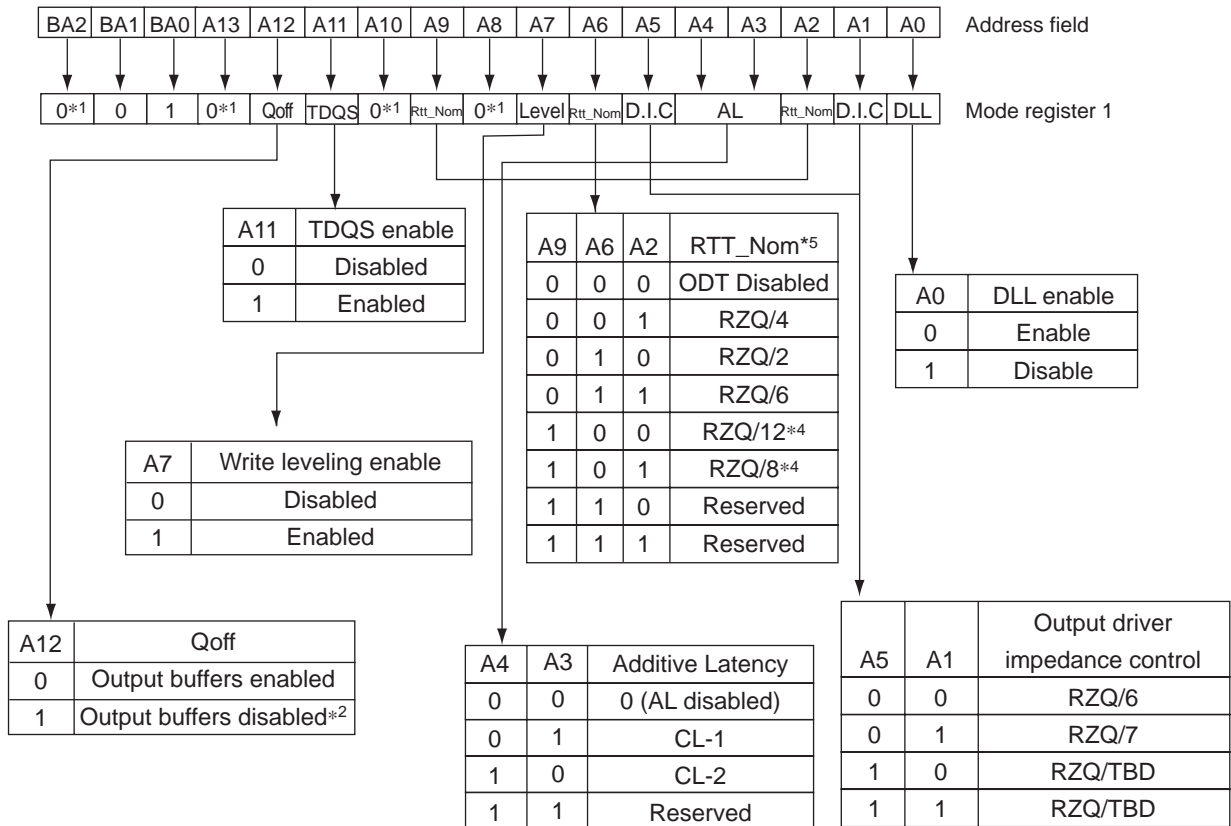 BA2 BA1 BA0 A13 A12 A11 A10 A9 A8 A7 A6 A5 A4 A3 A2 A1 A0 Address field
0*1 0 1 0*1 Qoff TDQS 0*1 Rtt_Nom 0*1 Level Rtt_Nom D.I.C AL Rtt_Nom D.I.C DLL Mode register 1
A11 TDQS enable
0 Disabled
1 Enabled
A9 A6 A2 RTT_Nom*5
0 0 0 ODT Disabled
0 0 1 RZQ/4
0 1 0 RZQ/2
0 1 1 RZQ/6
1 0 0 RZQ/12*4
1 0 1 RZQ/8*4
1 1 0 Reserved
1 1 1 Reserved
A0 DLL enable
0 Enable
1 Disable
A7 Write leveling enable
0 Disabled
1 Enabled
A12 Qoff
0 Output buffers enabled
1 Output buffers disabled*2
A4 A3 Additive Latency
0 0 0 (AL disabled)
0 1 CL-1
1 0 CL-2
1 1 Reserved
Output driver
A5 A1 impedance control
0 0 RZQ/6
0 1 RZQ/7
1 0 RZQ/TBD
1 1 RZQ/TBD